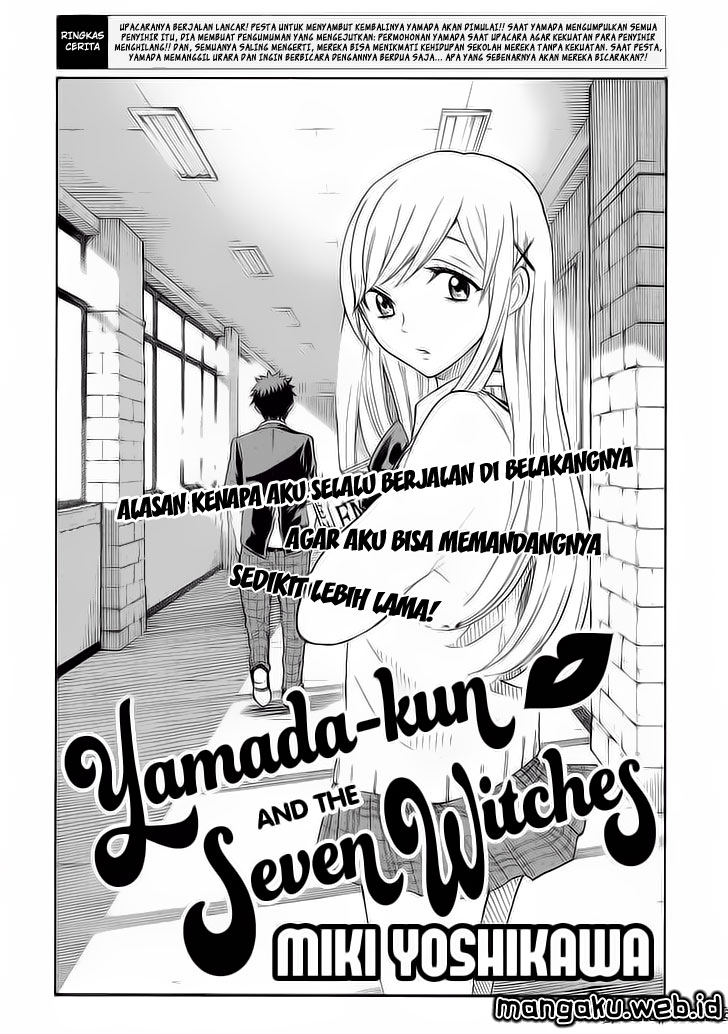 RINGKAS
CERITA
UPACARANYA BERJALAN LANCAR! PESTA UNTUK MENYAMBUT KEMBALINYA YAMADA AKAN DIMULAI!! SAAT YAMADA MENGUMPULKAN SEMUA
PENYIHIR ITU, DIA MEMBUAT PENGUMUMAN YANG MENGEJUTKAN: PERMOHONAN YAMADA SAAT UPACARA AGAR KEKUATAN PARA PENYIHIR
MENGHILANG!! DAN, SEMUANYA SALING MENGERTI, MEREKA BISA MENIKMATI KEHIDUPAN SEKOLAH MEREKA TANPA KEKUATAN. SAAT PESTA,
YAMADA MEMANGGIL URARA DAN INGIN BERBICARA DENGANNYA BERDUA SAJA... APA YANG SEBENARNYA AKAN MEREKA BICARAKAN?!
ALASAN KENAPA AKU SELALU BERJALAN DI BELAKANGNYA
AGAR AKU BISA MEMANDANGNYA
SEDIKIT LEBIH LAMA!
Yamada-kun
AND THE
Seven Witches
MIKI YOSHIKAWA
mangaku.web.id